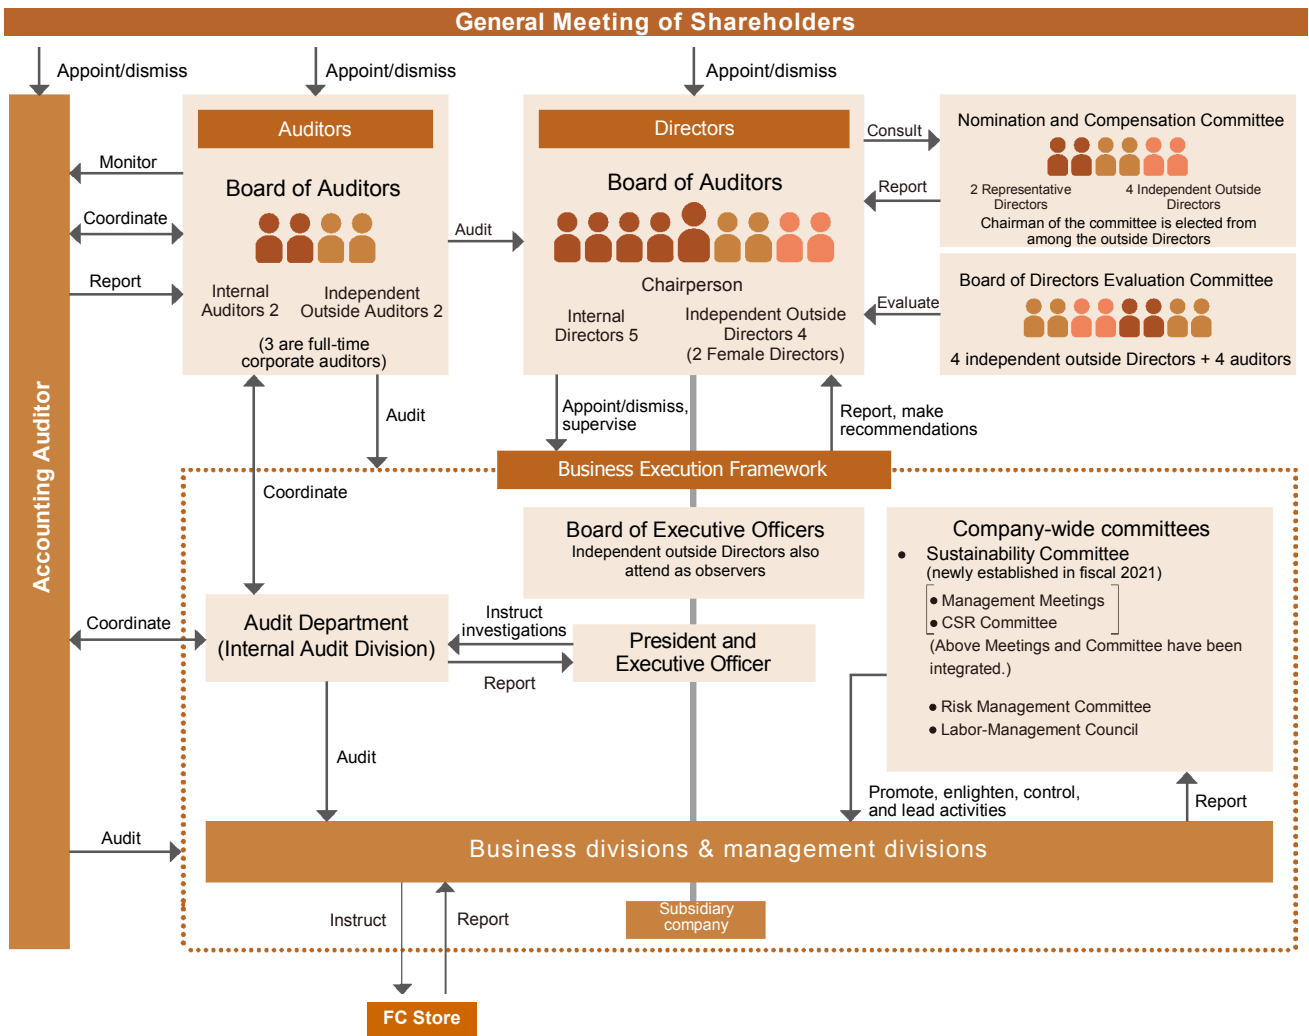 General Meeting of Shareholders
Appoint/dismiss
Appoint/dismiss
Appoint/dismiss
Accounting Auditor
Auditors
Board of Auditors
Internal
Auditors 2
Independent
Outside Auditors 2
(3 are full-time
corporate auditors)
Monitor
Coordinate
Report
Audit
Directors
Board of Auditors
Chairperson
Internal
Directors 5
Independent Outside
Directors 4
(2 Female Directors)
Consult
Report
Evaluate
Nomination and Compensation Committee
2 Representative
Directors
4 Independent Outside
Directors
Chairman of the committee is elected from
among the outside Directors
Board of Directors Evaluation Committee
4 independent outside Directors + 4 auditors
Audit
Appoint/dismiss,
supervise
Report, make
recommendations
Business Execution Framework
Coordinate
Board of Executive Officers
Independent outside Directors also
attend as observers
Company-wide committees
● Sustainability Committee
(newly established in fiscal 2021)
● Management Meetings
● CSR Committee
(Above Meetings and Committee have been
integrated.)
● Risk Management Committee
● Labor-Management Council
Coordinate
Audit Department
(Internal Audit Division)
Instruct
investigations
Report
President and
Executive Officer
Audit
Promote, enlighten, control,
and lead activities
Report
Audit
Business divisions & management divisions
Instruct
Report
Subsidiary
company
FC Store